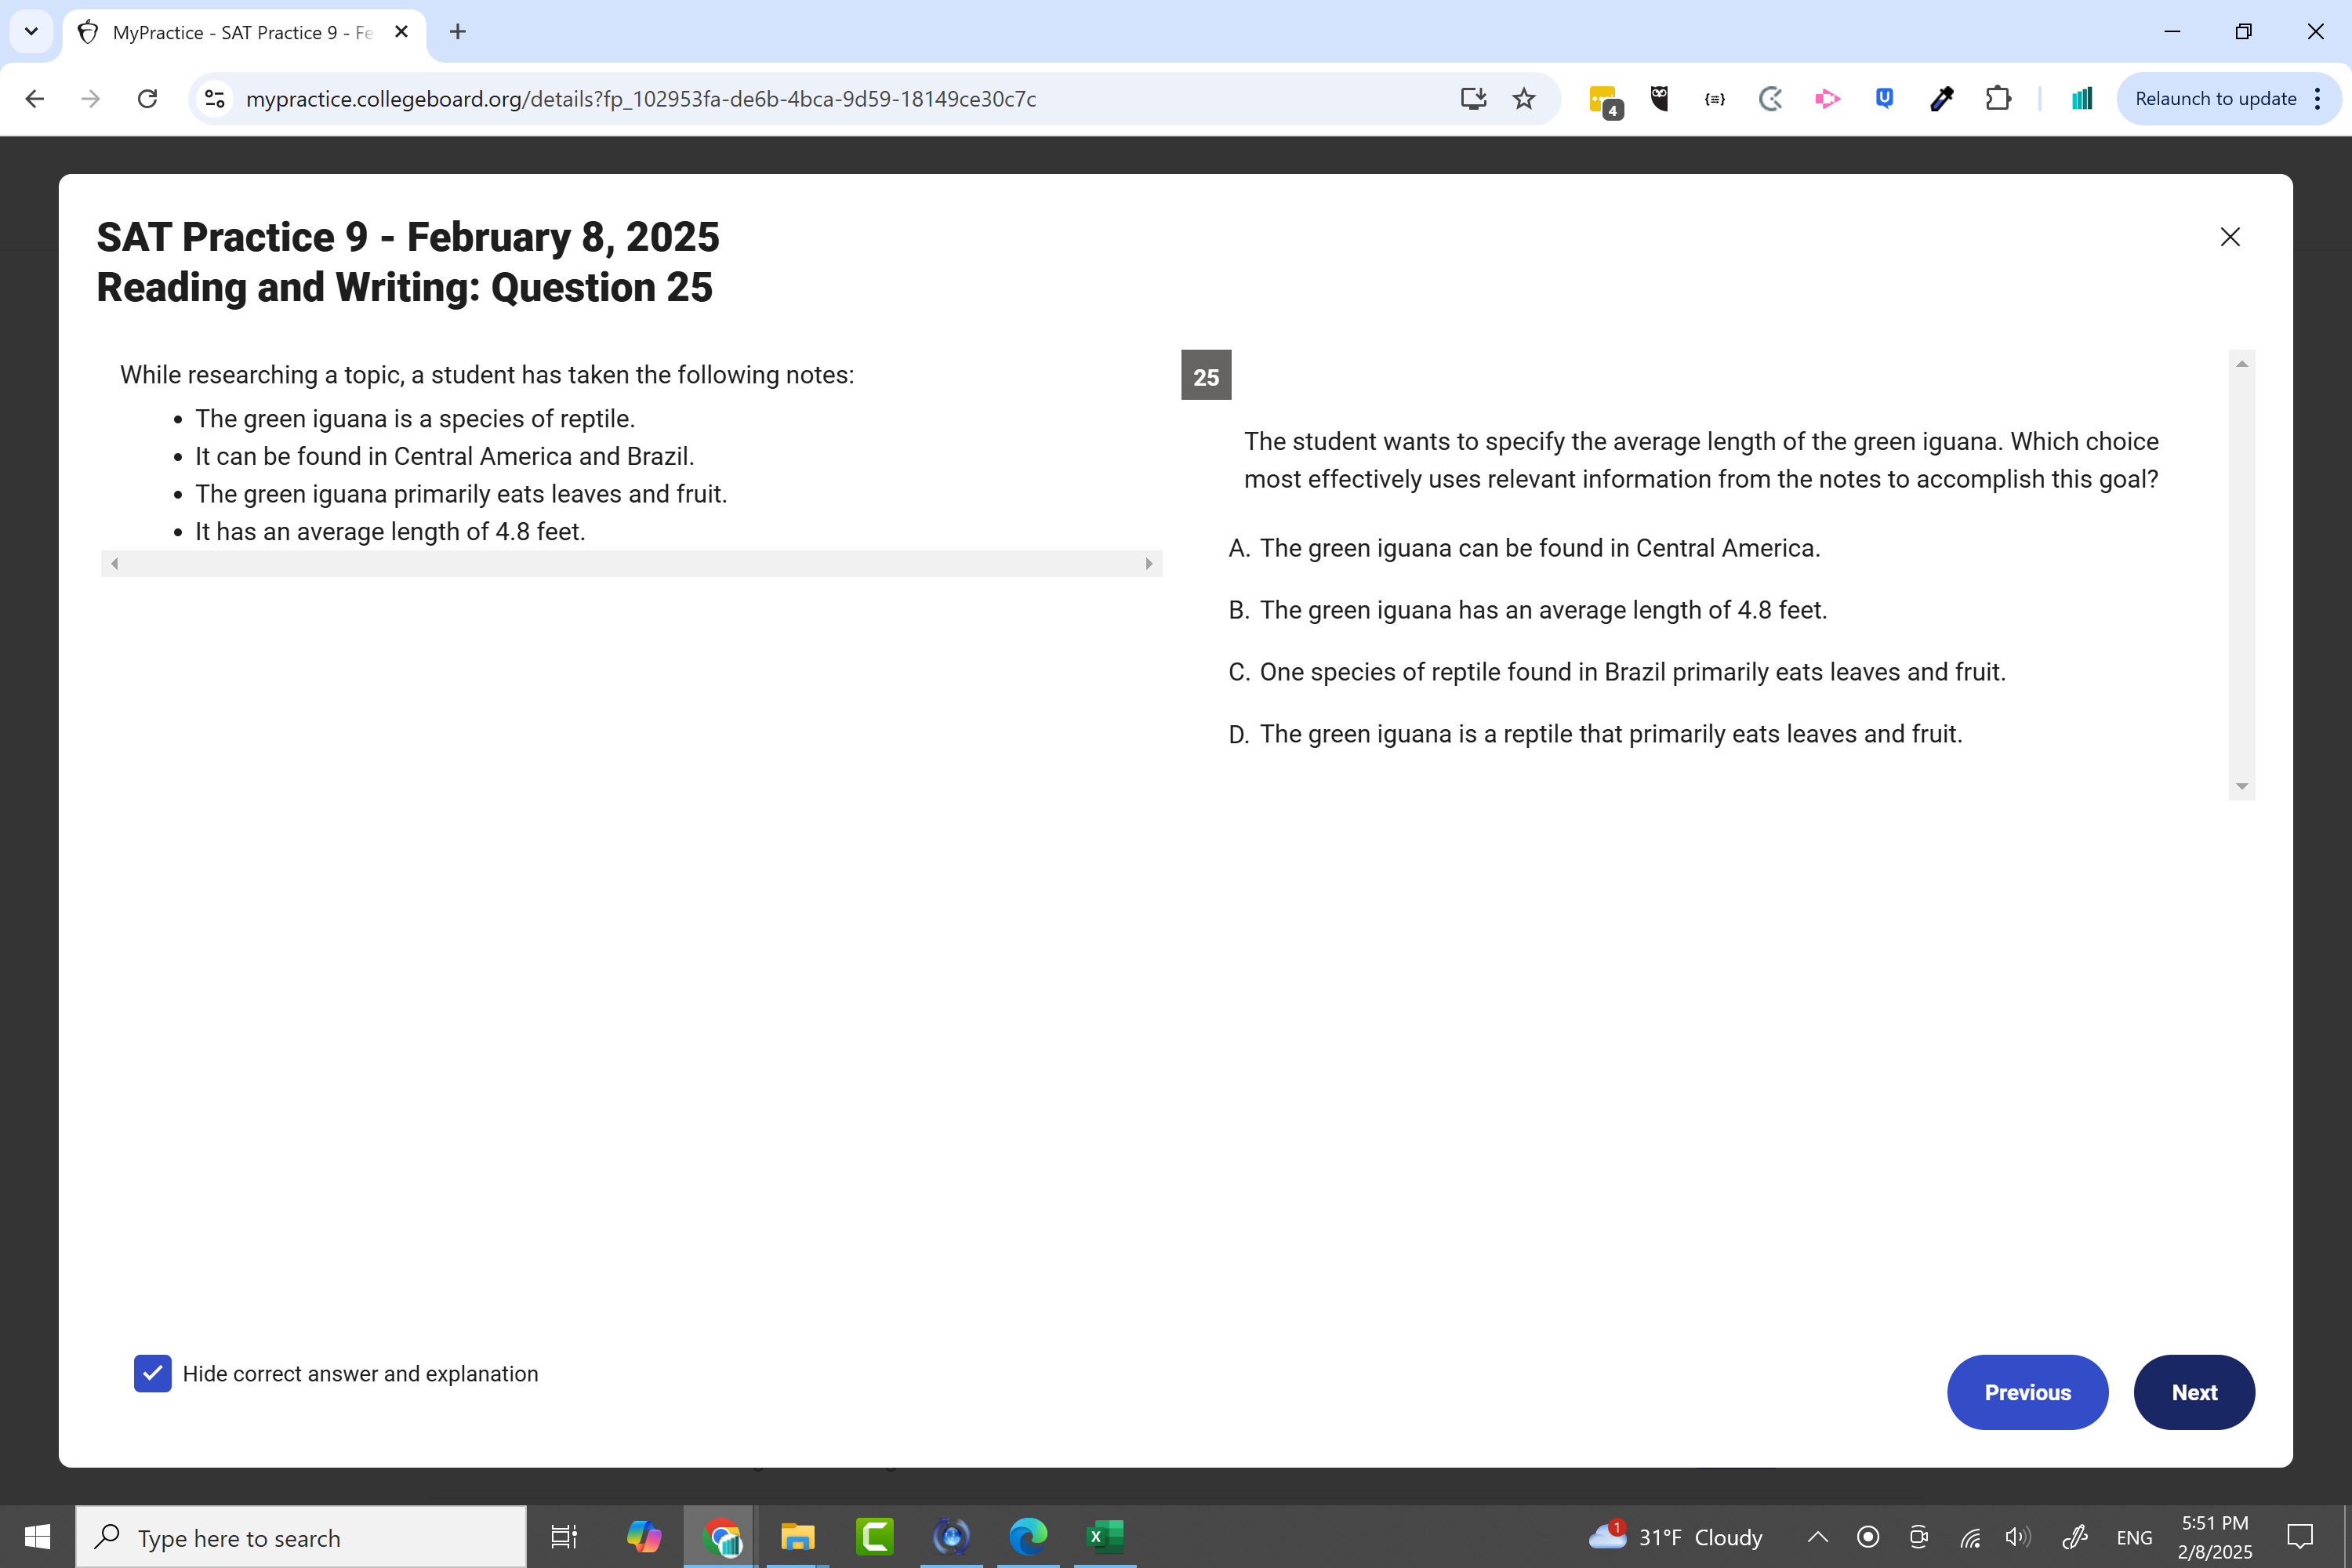 MyPractice - SAT Practice 9 - Fe
mypractice.collegeboard.org/details?fp_102953fa-de6b-4bca-9d59-18149ce30c7c
4
{≡}
U
Relaunch to update
SAT Practice 9 - February 8, 2025
Reading and Writing: Question 25
While researching a topic, a student has taken the following notes:
• The green iguana is a species of reptile.
• It can be found in Central America and Brazil.
• The green iguana primarily eats leaves and fruit.
• It has an average length of 4.8 feet.
25
The student wants to specify the average length of the green iguana. Which choice
most effectively uses relevant information from the notes to accomplish this goal?
A. The green iguana can be found in Central America.
B. The green iguana has an average length of 4.8 feet.
C. One species of reptile found in Brazil primarily eats leaves and fruit.
D. The green iguana is a reptile that primarily eats leaves and fruit.
Hide correct answer and explanation
Previous
Next
Type here to search
1
31°F Cloudy
ENG
5:51 PM
2/8/2025